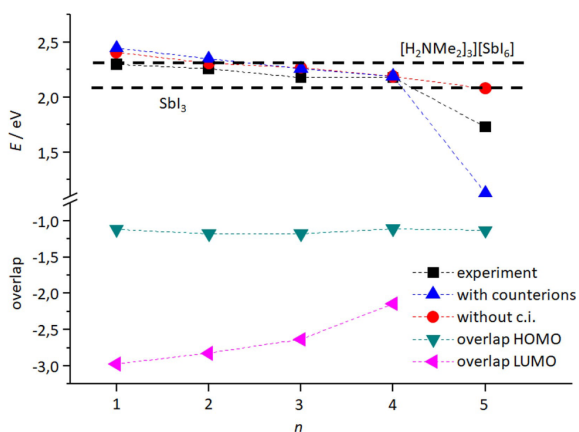 2,5
2,0
1,5
-1,0
-1,5
-2,0
-2,5
-3,0
E / eV
overlap
[H₂NMe₂]₃][SbI₆]
SbI₃
experiment
with counterions
without c.i.
overlap HOMO
overlap LUMO
1 2 3 4 5
n